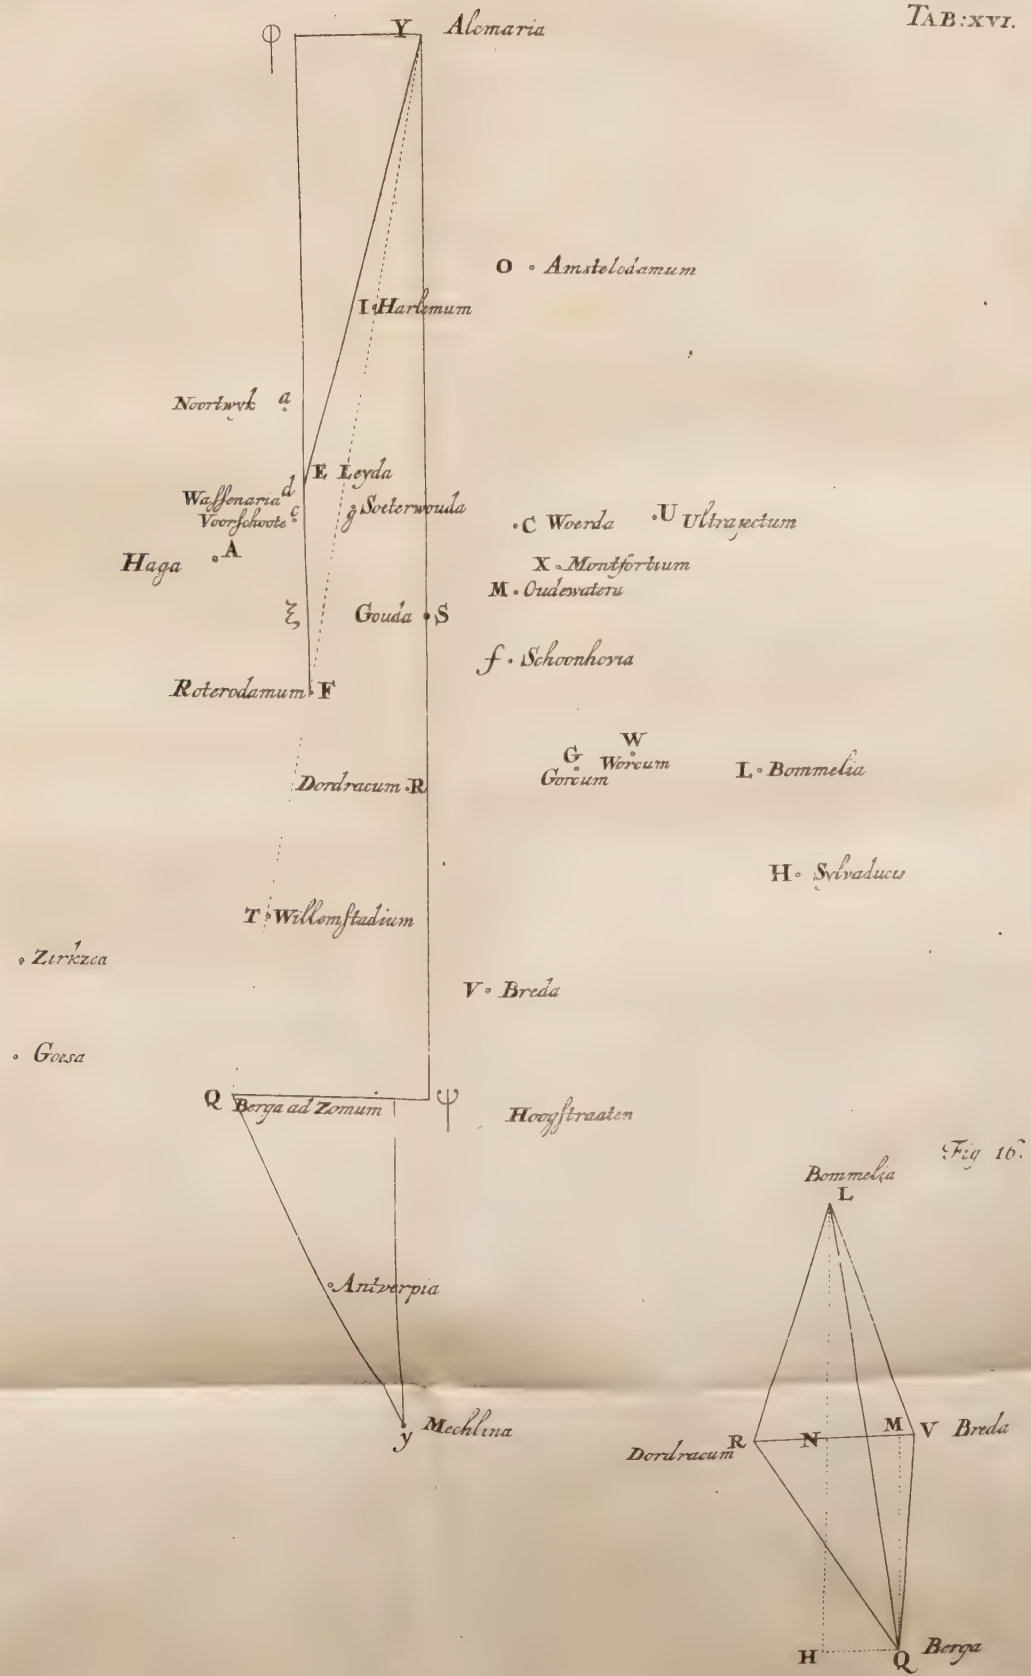 TAB:XVI.
φ Y Alcmaria
O Amstelodamum
I Harlemum
Noortwyk a
E Leyda
Waſſenaria d
Voorſchoote c
g Soeterwouda
C Woerda
U Ultrajectum
Haga A
X Montfortium
M Oudewatera
ξ
Gouda S
f Schoonhovia
Roterodamum F
W
G Worcum
Gorcum
L Bommelia
Dordracum R
H Sylvaducis
T Willemſtadium
Zirkzea
V Breda
Goesa
Q Berga ad Zomum ψ
Hoogſtraaten
Antverpia
y Mechlina
Fig 16.
Bommelia
L
R N M V Breda
Dordracum
H Q Berga